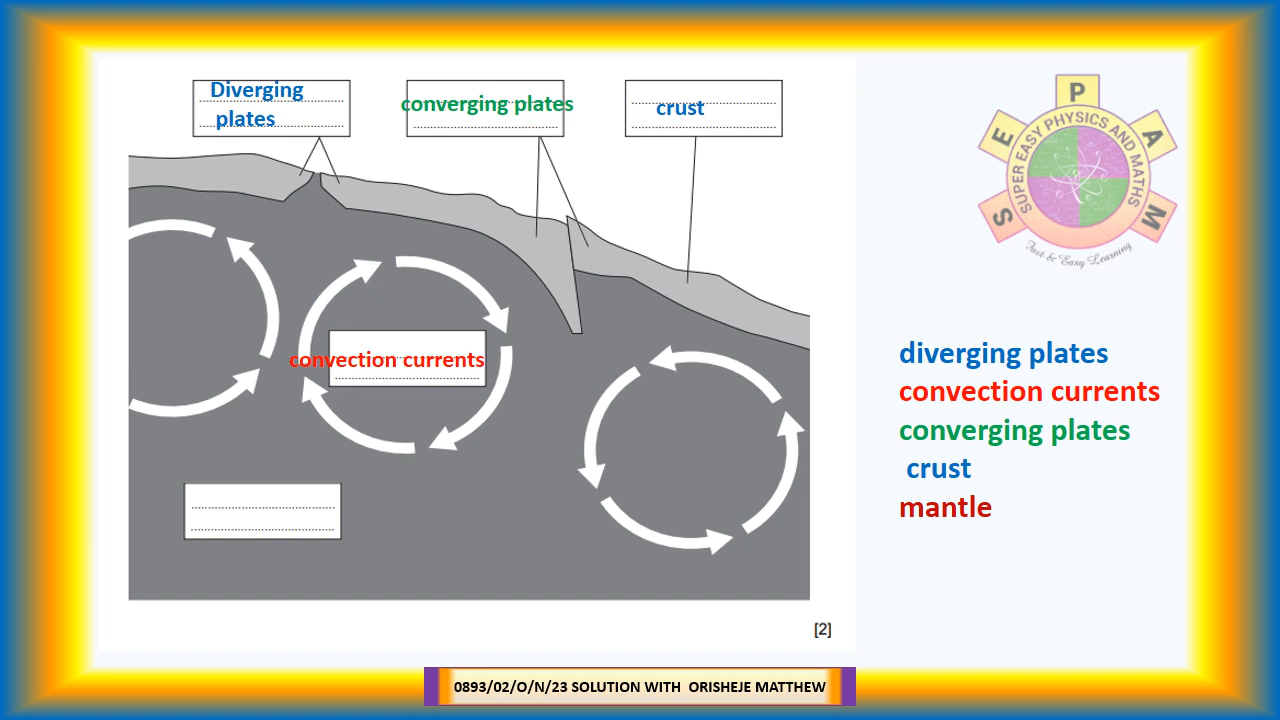 Diverging
plates
converging plates
crust
convection currents
[2]
P
E
A
S
M
SUPER EASY PHYSICS AND MATHS
Fast & Easy Learning
diverging plates
convection currents
converging plates
crust
mantle
0893/02/O/N/23 SOLUTION WITH ORISHEJE MATTHEW